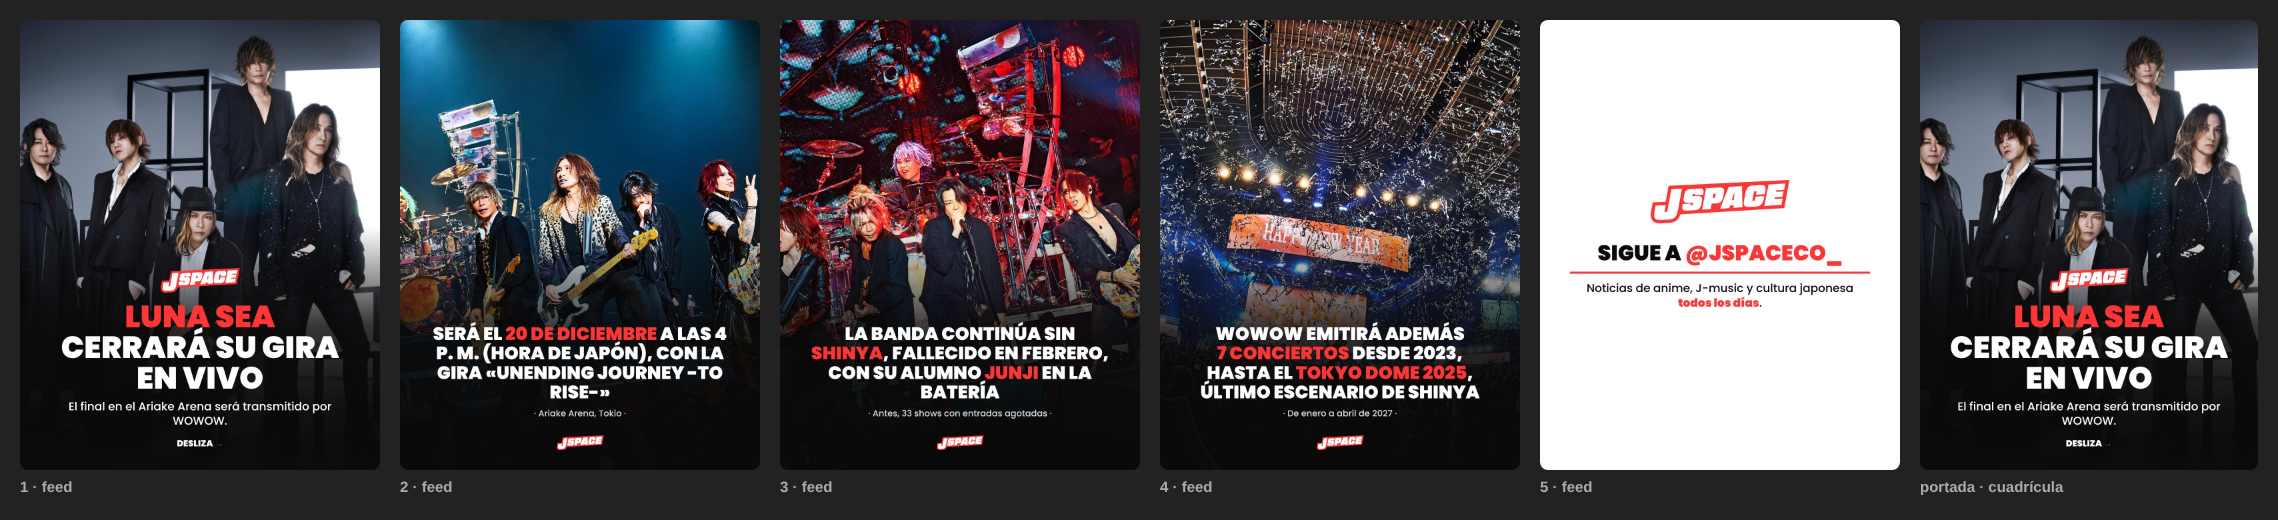 JSPACE
LUNA SEA
CERRARÁ SU GIRA
EN VIVO
El final en el Ariake Arena será transmitido por
WOWOW.
DESLIZA
1 · feed
SERÁ EL 20 DE DICIEMBRE A LAS 4
P. M. (HORA DE JAPÓN), CON LA
GIRA «UNENDING JOURNEY -TO
RISE-»
· Ariake Arena, Tokio ·
JSPACE
2 · feed
LA BANDA CONTINÚA SIN
SHINYA, FALLECIDO EN FEBRERO,
CON SU ALUMNO JUNJI EN LA
BATERÍA
· Antes, 33 shows con entradas agotadas ·
JSPACE
3 · feed
HAPPY NEW YEAR
WOWOW EMITIRÁ ADEMÁS
7 CONCIERTOS DESDE 2023,
HASTA EL TOKYO DOME 2025,
ÚLTIMO ESCENARIO DE SHINYA
· De enero a abril de 2027 ·
JSPACE
4 · feed
JSPACE
SIGUE A @JSPACECO_
Noticias de anime, J-music y cultura japonesa
todos los días.
5 · feed
JSPACE
LUNA SEA
CERRARÁ SU GIRA
EN VIVO
El final en el Ariake Arena será transmitido por
WOWOW.
DESLIZA
portada · cuadrícula